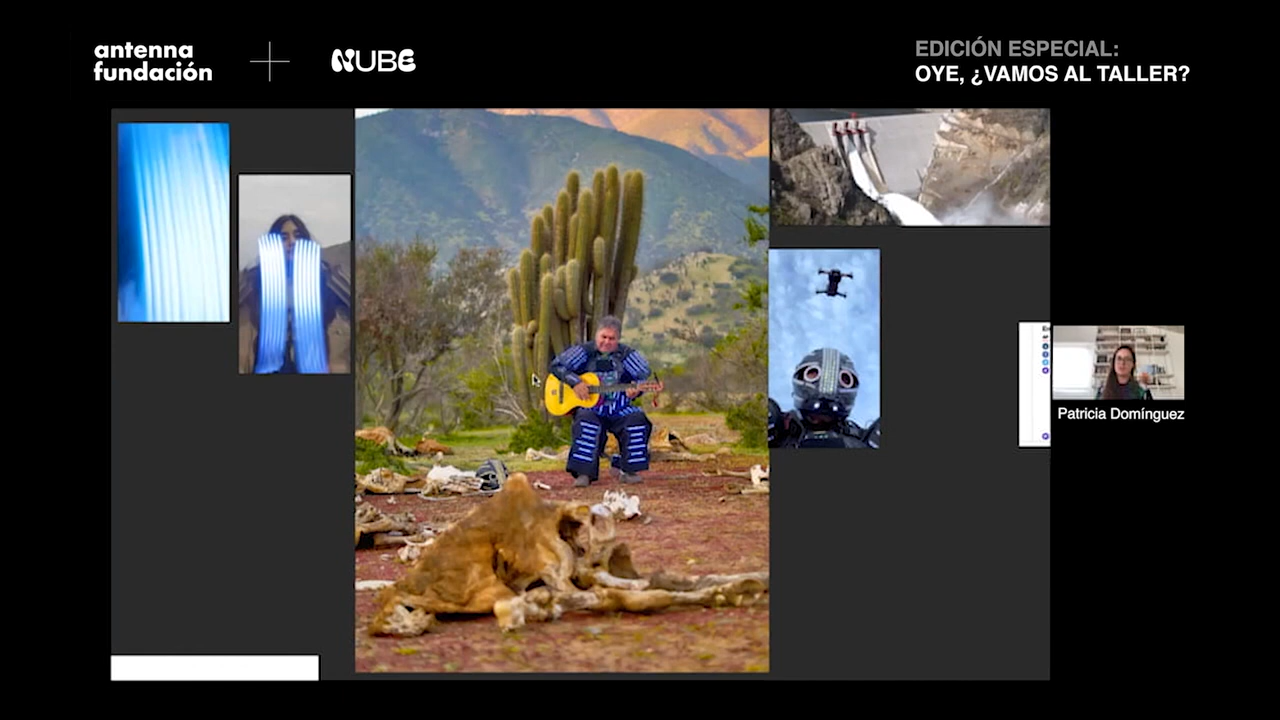 antenna
fundación
NUBE
EDICIÓN ESPECIAL:
OYE, ¿VAMOS AL TALLER?
Patricia Domínguez